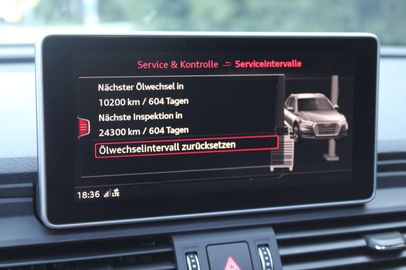 Service & Kontrolle Serviceintervalle
Nächster Ölwechsel in
10200 km / 604 Tagen
Nächste Inspektion in
24300 km / 604 Tagen
Ölwechselintervall zurücksetzen
18:36